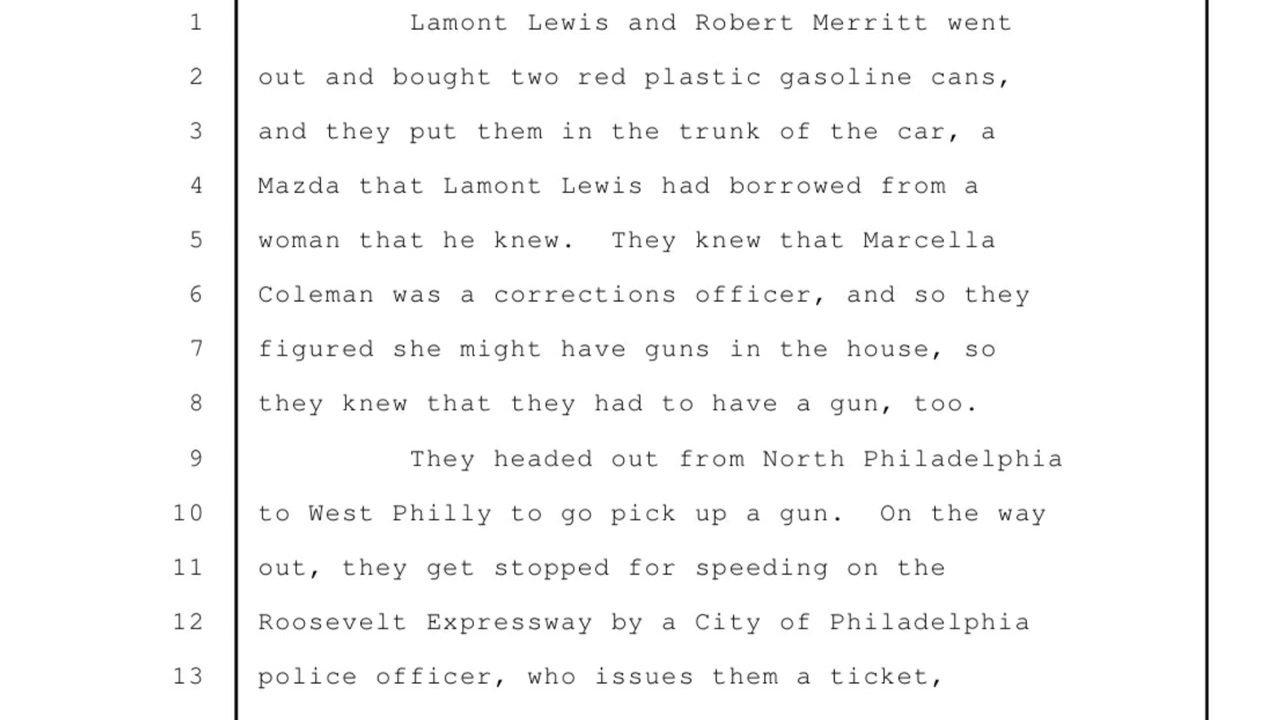 1 Lamont Lewis and Robert Merritt went
2 out and bought two red plastic gasoline cans,
3 and they put them in the trunk of the car, a
4 Mazda that Lamont Lewis had borrowed from a
5 woman that he knew.  They knew that Marcella
6 Coleman was a corrections officer, and so they
7 figured she might have guns in the house, so
8 they knew that they had to have a gun, too.
9 They headed out from North Philadelphia
10 to West Philly to go pick up a gun.  On the way
11 out, they get stopped for speeding on the
12 Roosevelt Expressway by a City of Philadelphia
13 police officer, who issues them a ticket,